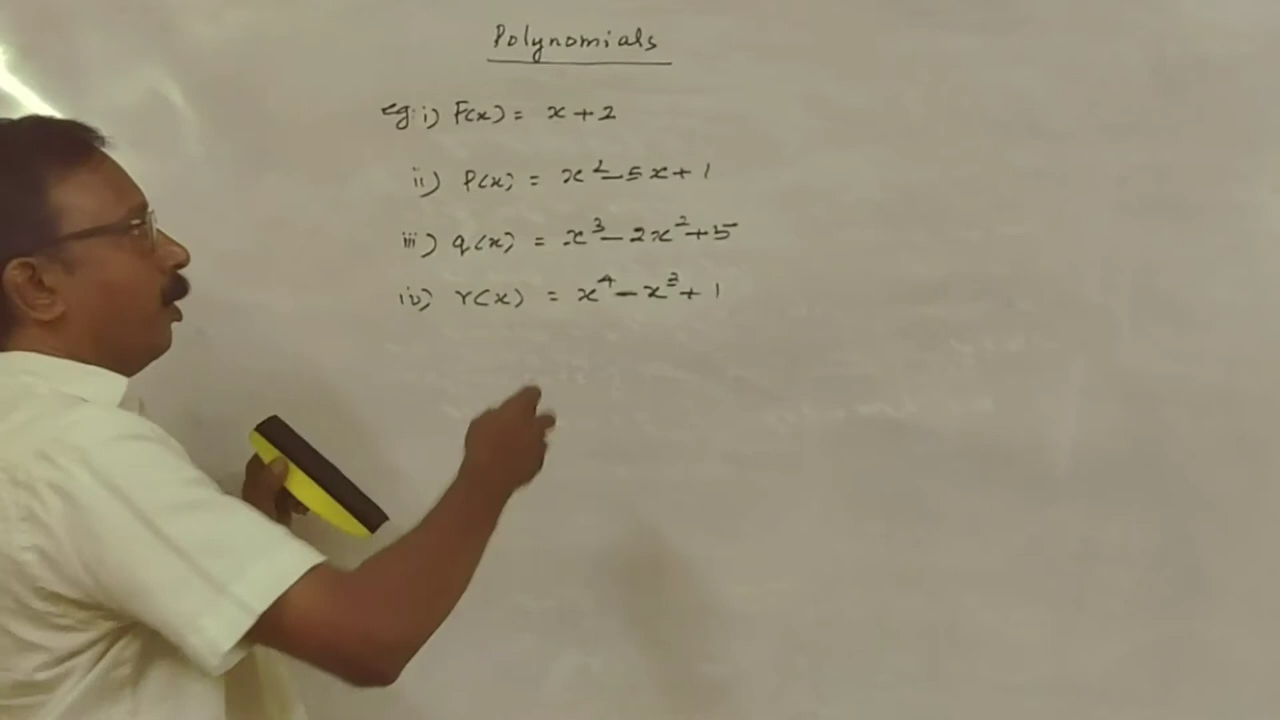 Polynomials
eg: i) F(x) = x + 2
ii) P(x) = x² - 5x + 1
iii) q(x) = x³ - 2x² + 5
iv) r(x) = x⁴ - x³ + 1